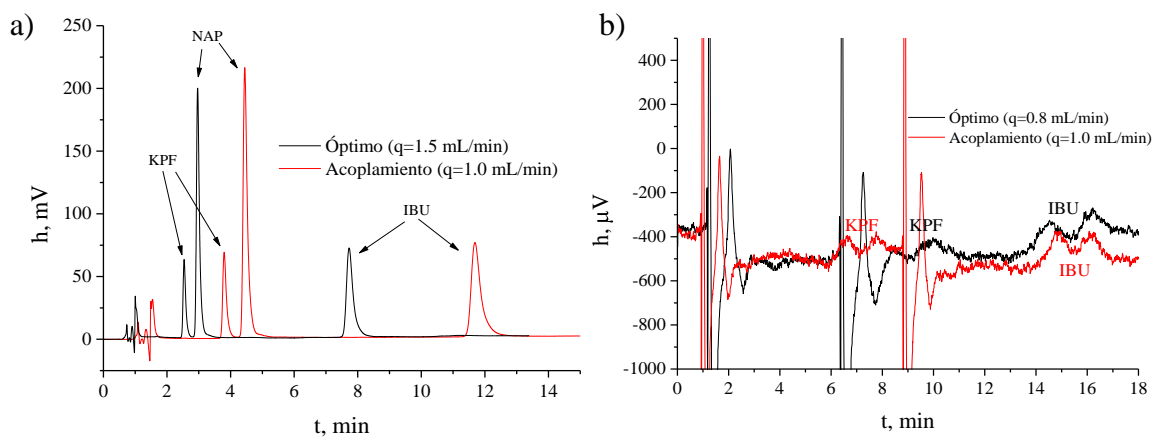 a)
h, mV
250
200
150
100
50
0
NAP
KPF
IBU
Óptimo (q=1.5 mL/min)
Acoplamiento (q=1.0 mL/min)
0 2 4 6 8 10 12 14
t, min
b)
h, µV
400
200
0
-200
-400
-600
-800
-1000
Óptimo (q=0.8 mL/min)
Acoplamiento (q=1.0 mL/min)
KPF KPF
IBU
IBU
0 2 4 6 8 10 12 14 16 18
t, min